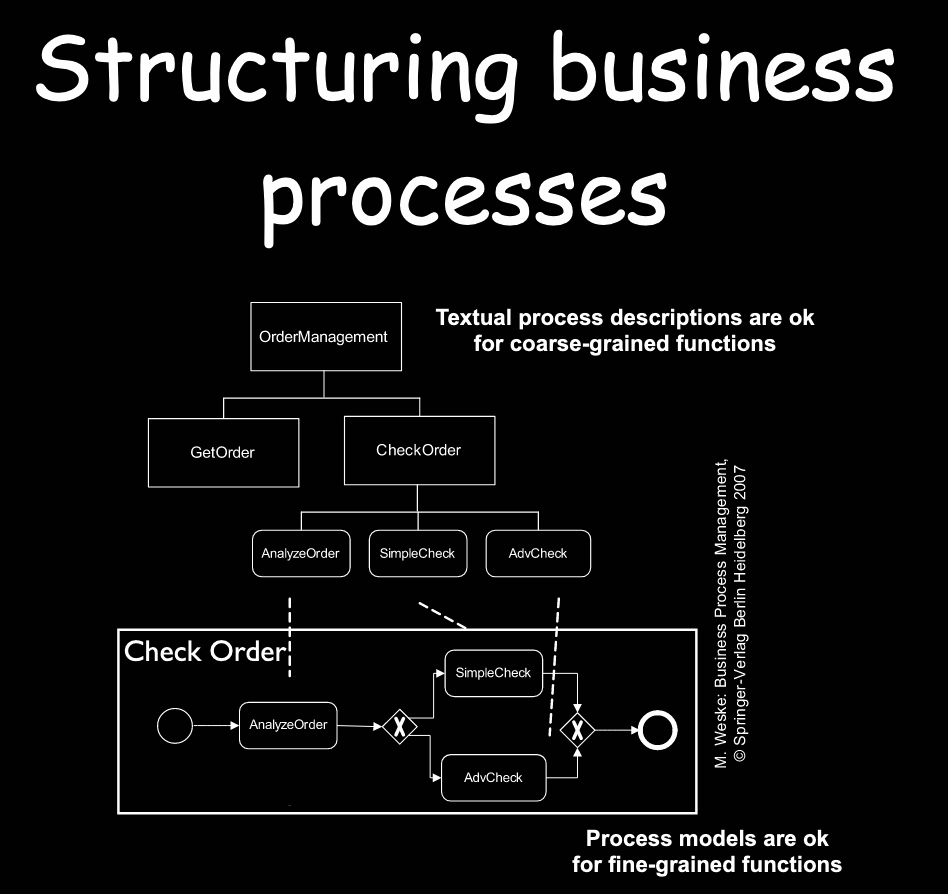 Structuring business
processes
OrderManagement
Textual process descriptions are ok
for coarse-grained functions
GetOrder
CheckOrder
AnalyzeOrder
SimpleCheck
AdvCheck
M. Weske: Business Process Management,
© Springer-Verlag Berlin Heidelberg 2007
Check Order
SimpleCheck
AnalyzeOrder
X
X
AdvCheck
Process models are ok
for fine-grained functions